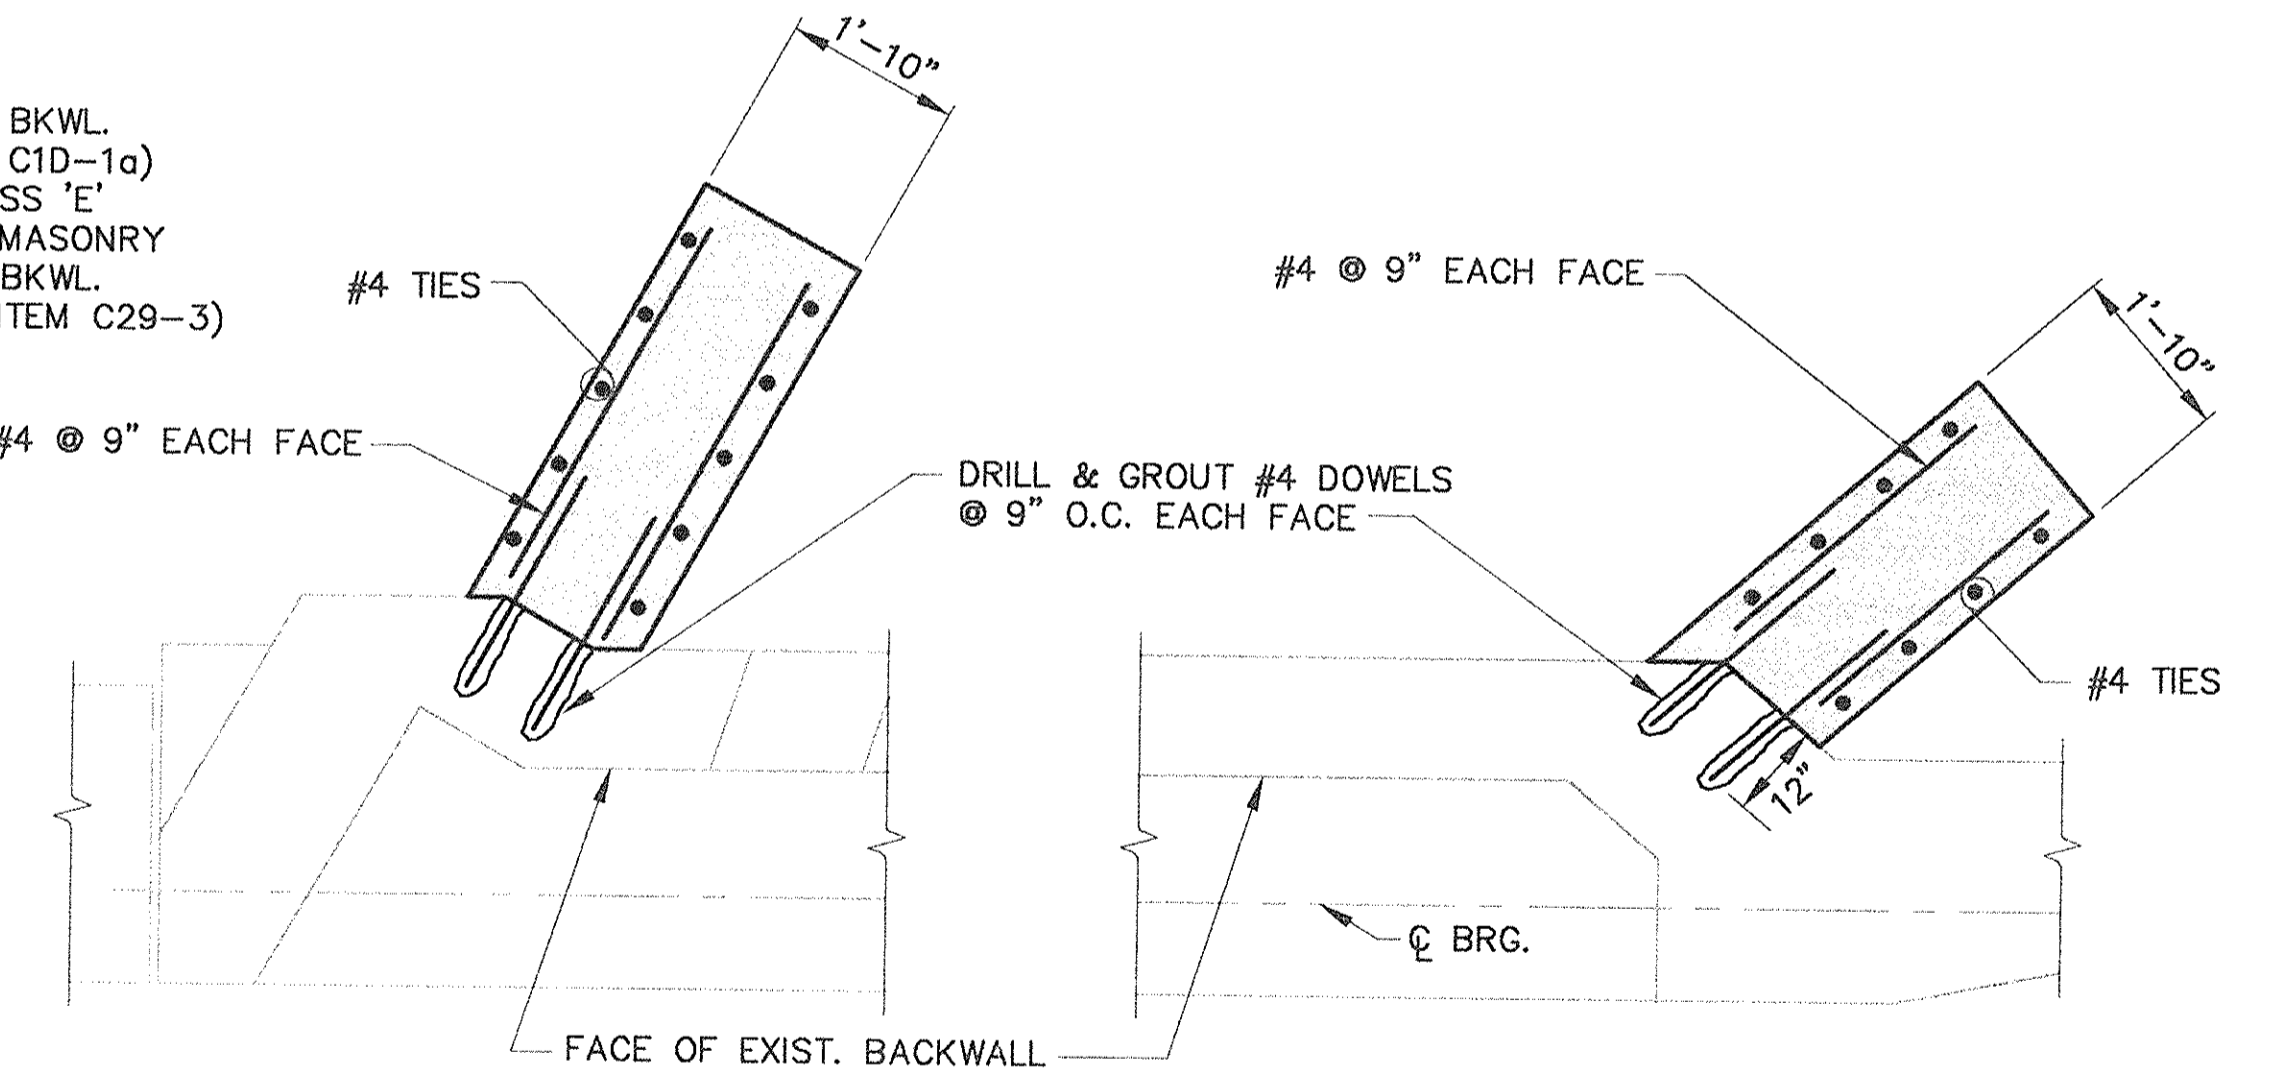 1'-10"
BKWL.
C1D-1a)
SS 'E'
MASONRY
BKWL.
ITEM C29-3)
#4 TIES
#4 @ 9" EACH FACE
#4 @ 9" EACH FACE
1'-10"
DRILL & GROUT #4 DOWELS
@ 9" O.C. EACH FACE
#4 TIES
12"
℄ BRG.
FACE OF EXIST. BACKWALL